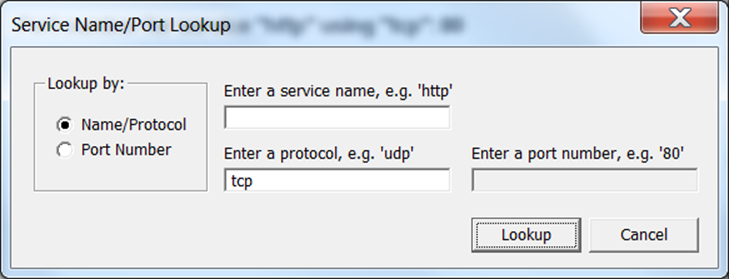 Service Name/Port Lookup
Lookup by:
Name/Protocol
Port Number
Enter a service name, e.g. 'http'
Enter a protocol, e.g. 'udp'
tcp
Enter a port number, e.g. '80'
Lookup
Cancel